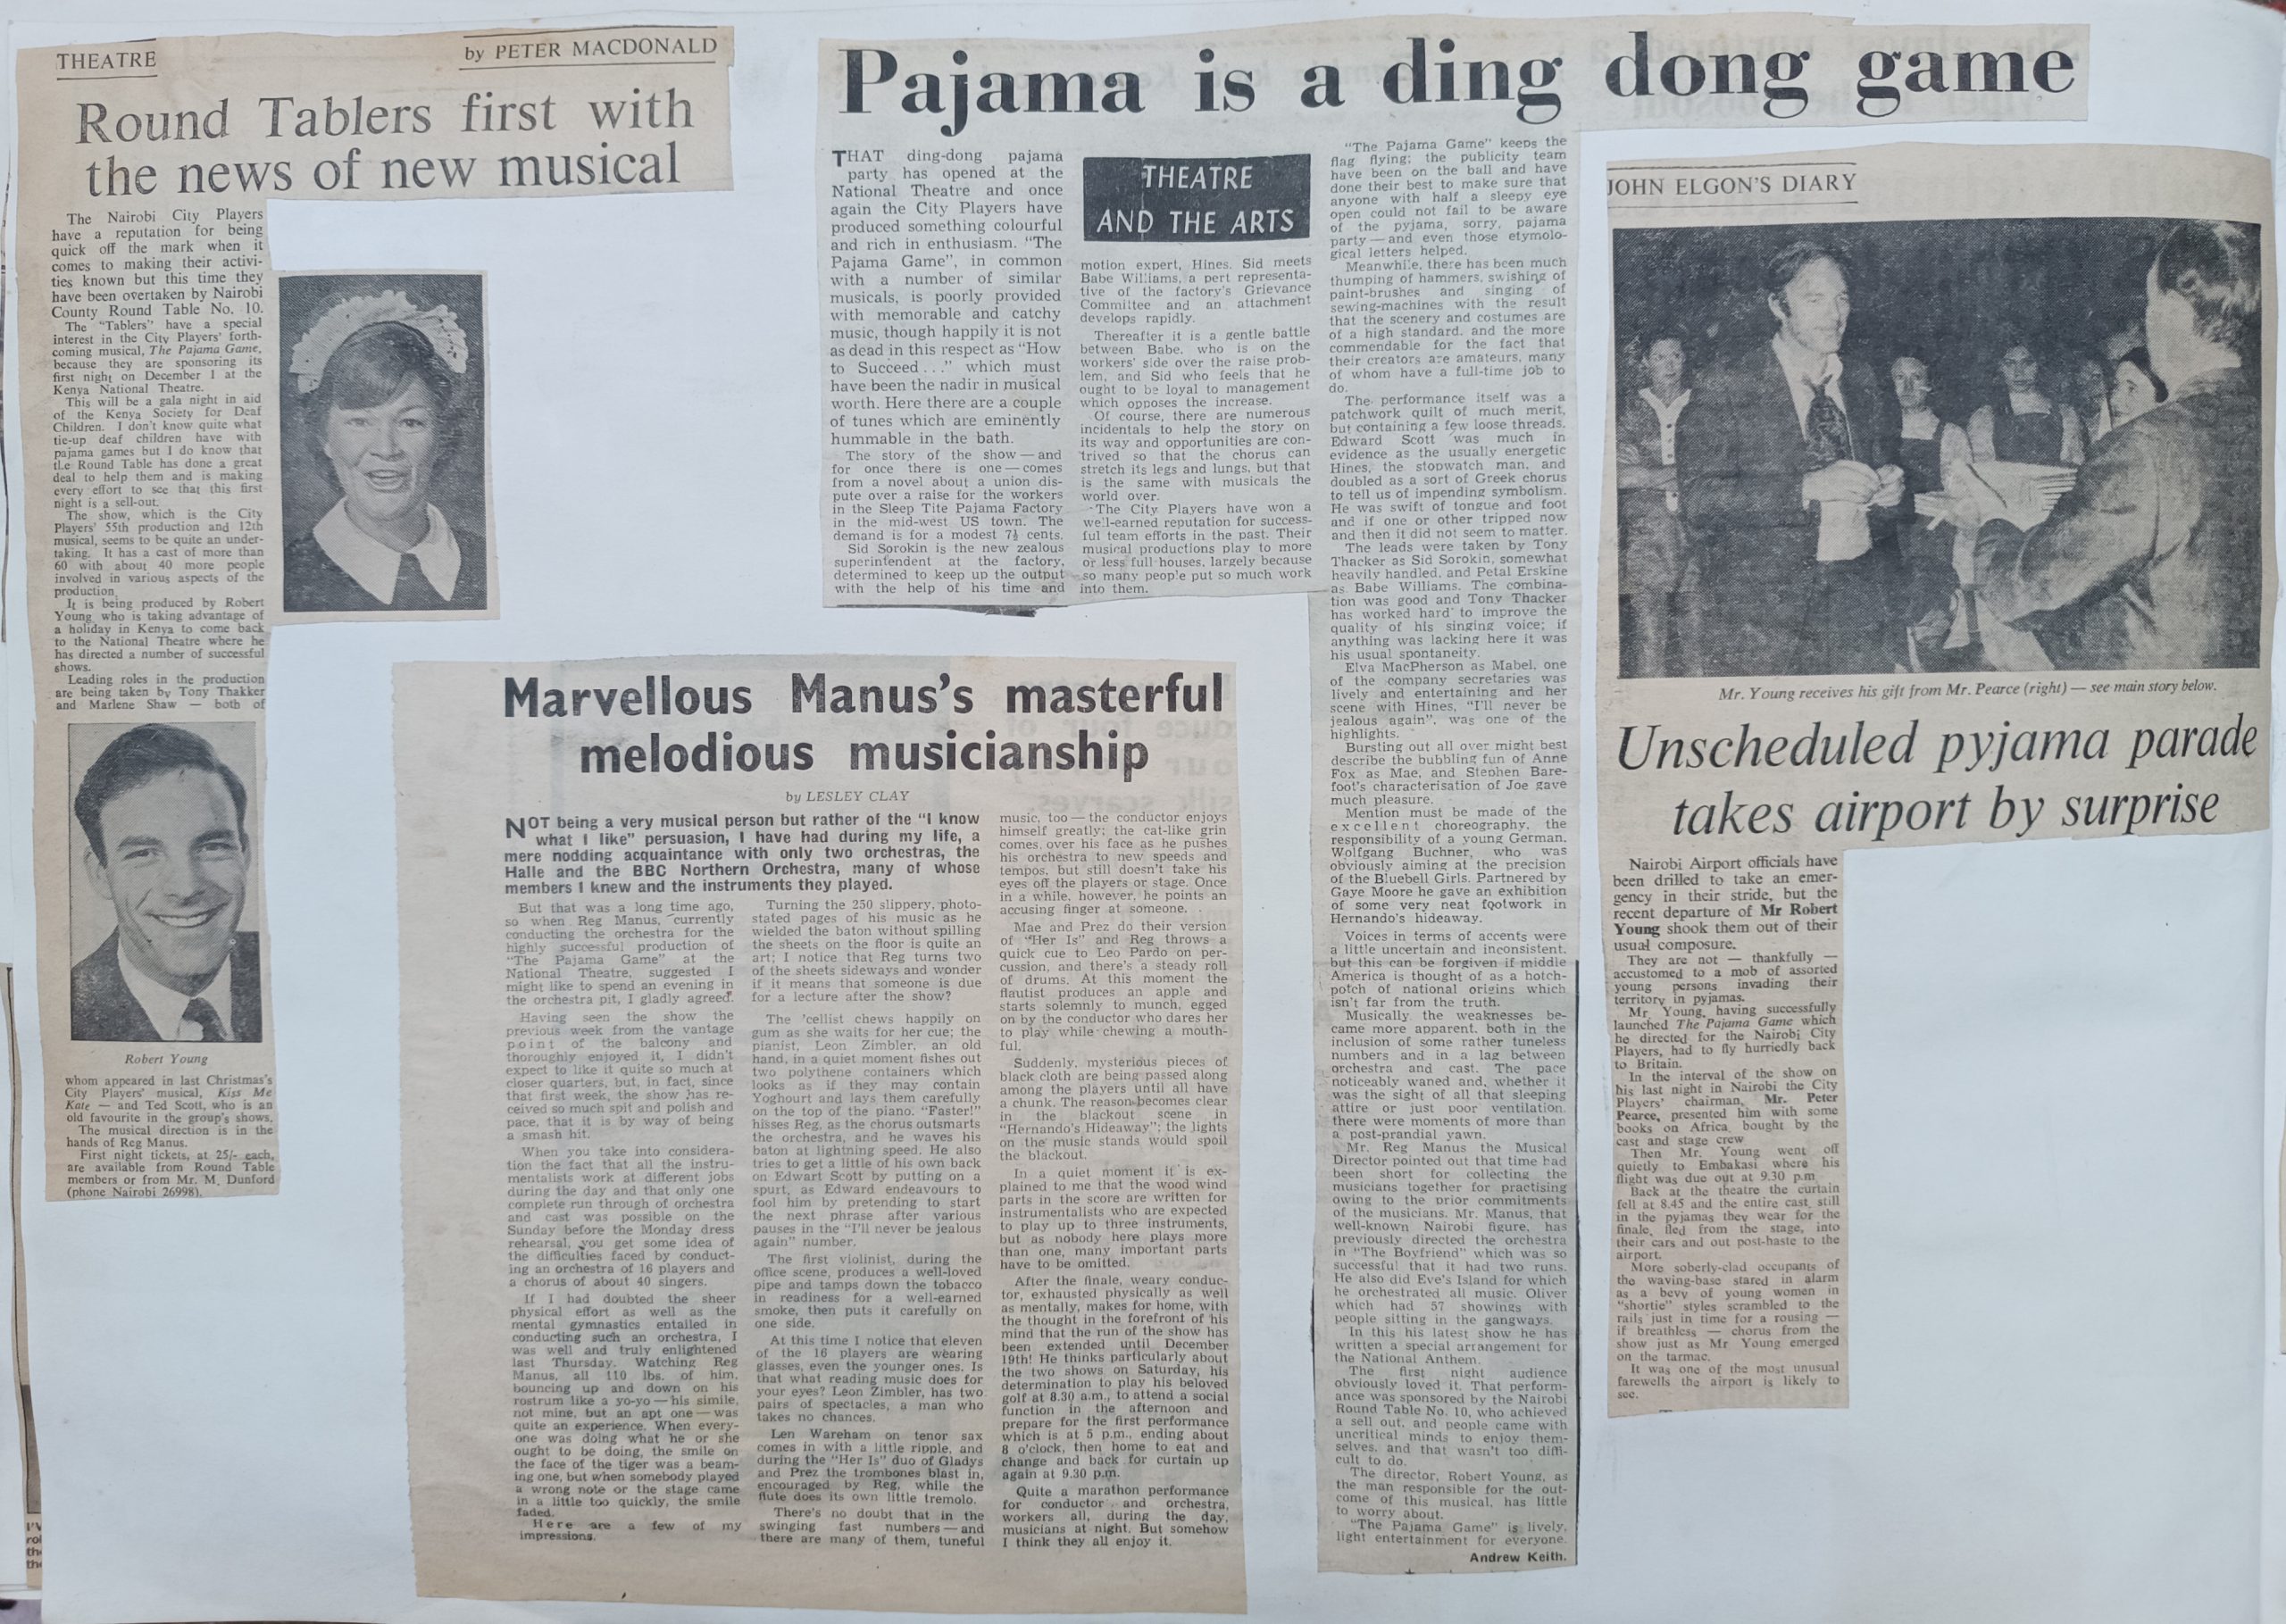 THEATRE
by PETER MACDONALD
Round Tablers first with
the news of new musical
The Nairobi City Players
have a reputation for being
quick off the mark when it
comes to making their activi-
ties known but this time they
have been overtaken by Nairobi
County Round Table No. 10.
The "Tablers" have a special
interest in the City Players' forth-
coming musical, The Pajama Game,
because they are sponsoring its
first night on December 1 at the
Kenya National Theatre.
This will be a gala night in aid
of the Kenya Society for Deaf
Children. I don't know quite what
tie-up deaf children have with
pajama games but I do know that
the Round Table has done a great
deal to help them and is making
every effort to see that this first
night is a sell-out.
The show, which is the City
Players' 55th production and 12th
musical, seems to be quite an under-
taking. It has a cast of more than
60 with about 40 more people
involved in various aspects of the
production.
It is being produced by Robert
Young who is taking advantage of
a holiday in Kenya to come back
to the National Theatre where he
has directed a number of successful
shows.
Leading roles in the production
are being taken by Tony Thakker
and Marlene Shaw — both of
Robert Young
whom appeared in last Christmas's
City Players' musical, Kiss Me
Kate — and Ted Scott, who is an
old favourite in the group's shows.
The musical direction is in the
hands of Reg Manus.
First night tickets, at 25/- each,
are available from Round Table
members or from Mr. M. Dunford
(phone Nairobi 26998).
Marvellous Manus's masterful
melodious musicianship
by LESLEY CLAY
NOT being a very musical person but rather of the "I know
what I like" persuasion, I have had during my life, a
mere nodding acquaintance with only two orchestras, the
Halle and the BBC Northern Orchestra, many of whose
members I knew and the instruments they played.
But that was a long time ago,
so when Reg Manus, currently
conducting the orchestra for the
highly successful production of
"The Pajama Game" at the
National Theatre, suggested I
might like to spend an evening in
the orchestra pit, I gladly agreed.
Having seen the show the
previous week from the vantage
point of the balcony and
thoroughly enjoyed it, I didn't
expect to like it quite so much at
closer quarters, but, in fact, since
that first week, the show has re-
ceived so much spit and polish and
pace, that it is by way of being
a smash hit.
When you take into considera-
tion the fact that all the instru-
mentalists work at different jobs
during the day and that only one
complete run through of orchestra
and cast was possible on the
Sunday before the Monday dress
rehearsal, you get some idea of
the difficulties faced by conduct-
ing an orchestra of 16 players and
a chorus of about 40 singers.
If I had doubted the sheer
physical effort as well as the
mental gymnastics entailed in
conducting such an orchestra, I
was well and truly enlightened
last Thursday. Watching Reg
Manus, all 110 lbs. of him,
bouncing up and down on his
rostrum like a yo-yo — his simile,
not mine, but an apt one — was
quite an experience. When every-
one was doing what he or she
ought to be doing, the smile on
the face of the tiger was a beam-
ing one, but when somebody played
a wrong note or the stage came
in a little too quickly, the smile
faded.
Here are a few of my
impressions.
Turning the 250 slippery, photo-
stated pages of his music as he
wielded the baton without spilling
the sheets on the floor is quite an
art; I notice that Reg turns two
of the sheets sideways and wonder
if it means that someone is due
for a lecture after the show?
The 'cellist chews happily on
gum as she waits for her cue; the
pianist, Leon Zimbler, an old
hand, in a quiet moment fishes out
two polythene containers which
looks as if they may contain
Yoghourt and lays them carefully
on the top of the piano. "Faster!"
hisses Reg, as the chorus outsmarts
the orchestra, and he waves his
baton at lightning speed. He also
tries to get a little of his own back
on Edwart Scott by putting on a
spurt, as Edward endeavours to
fool him by pretending to start
the next phrase after various
pauses in the "I'll never be jealous
again" number.
The first violinist, during the
office scene, produces a well-loved
pipe and tamps down the tobacco
in readiness for a well-earned
smoke, then puts it carefully on
one side.
At this time I notice that eleven
of the 16 players are wearing
glasses, even the younger ones. Is
that what reading music does for
your eyes? Leon Zimbler, has two
pairs of spectacles, a man who
takes no chances.
Len Wareham on tenor sax
comes in with a little ripple, and
during the "Her Is" duo of Gladys
and Prez the trombones blast in,
encouraged by Reg, while the
flute does its own little tremolo.
There's no doubt that in the
swinging fast numbers — and
there are many of them, tuneful
music, too — the conductor enjoys
himself greatly; the cat-like grin
comes over his face as he pushes
his orchestra to new speeds and
tempos, but still doesn't take his
eyes off the players or stage. Once
in a while, however, he points an
accusing finger at someone.
Mae and Prez do their version
of "Her Is" and Reg throws a
quick cue to Leo Pardo on per-
cussion, and there's a steady roll
of drums. At this moment the
flautist produces an apple and
starts solemnly to munch, egged
on by the conductor who dares her
to play while chewing a mouth-
ful.
Suddenly, mysterious pieces of
black cloth are being passed along
among the players until all have
a chunk. The reason becomes clear
in the blackout scene in
"Hernando's Hideaway"; the lights
on the music stands would spoil
the blackout.
In a quiet moment it is ex-
plained to me that the wood wind
parts in the score are written for
instrumentalists who are expected
to play up to three instruments,
but as nobody here plays more
than one, many important parts
have to be omitted.
After the finale, weary conduc-
tor, exhausted physically as well
as mentally, makes for home, with
the thought in the forefront of his
mind that the run of the show has
been extended until December
19th! He thinks particularly about
the two shows on Saturday, his
determination to play his beloved
golf at 8.30 a.m., to attend a social
function in the afternoon and
prepare for the first performance
which is at 5 p.m., ending about
8 o'clock, then home to eat and
change and back for curtain up
again at 9.30 p.m.
Quite a marathon performance
for conductor and orchestra,
workers all, during the day,
musicians at night. But somehow
I think they all enjoy it.
Pajama is a ding dong game
THAT ding-dong pajama
party has opened at the
National Theatre and once
again the City Players have
produced something colourful
and rich in enthusiasm. "The
Pajama Game", in common
with a number of similar
musicals, is poorly provided
with memorable and catchy
music, though happily it is not
as dead in this respect as "How
to Succeed . . ." which must
have been the nadir in musical
worth. Here there are a couple
of tunes which are eminently
hummable in the bath.
The story of the show — and
for once there is one — comes
from a novel about a union dis-
pute over a raise for the workers
in the Sleep Tite Pajama Factory
in the mid-west US town. The
demand is for a modest 7½ cents.
Sid Sorokin is the new zealous
superintendent at the factory,
determined to keep up the output
with the help of his time and
THEATRE
AND THE ARTS
motion expert, Hines. Sid meets
Babe Williams, a pert representa-
tive of the factory's Grievance
Committee and an attachment
develops rapidly.
Thereafter it is a gentle battle
between Babe, who is on the
workers' side over the raise prob-
lem, and Sid who feels that he
ought to be loyal to management
which opposes the increase.
Of course, there are numerous
incidentals to help the story on
its way and opportunities are con-
trived so that the chorus can
stretch its legs and lungs, but that
is the same with musicals the
world over.
The City Players have won a
well-earned reputation for success-
ful team efforts in the past. Their
musical productions play to more
or less full houses, largely because
so many people put so much work
into them.
"The Pajama Game" keeps the
flag flying; the publicity team
have been on the ball and have
done their best to make sure that
anyone with half a sleepy eye
open could not fail to be aware
of the pyjama, sorry, pajama
party — and even those etymolo-
gical letters helped.
Meanwhile, there has been much
thumping of hammers, swishing of
paint-brushes and singing of
sewing-machines with the result
that the scenery and costumes are
of a high standard, and the more
commendable for the fact that
their creators are amateurs, many
of whom have a full-time job to
do.
The performance itself was a
patchwork quilt of much merit,
but containing a few loose threads.
Edward Scott was much in
evidence as the usually energetic
Hines, the stopwatch man, and
doubled as a sort of Greek chorus
to tell us of impending symbolism.
He was swift of tongue and foot
and if one or other tripped now
and then it did not seem to matter.
The leads were taken by Tony
Thacker as Sid Sorokin, somewhat
heavily handled, and Petal Erskine
as Babe Williams. The combina-
tion was good and Tony Thacker
has worked hard to improve the
quality of his singing voice; if
anything was lacking here it was
his usual spontaneity.
Elva MacPherson as Mabel, one
of the company secretaries was
lively and entertaining and her
scene with Hines, "I'll never be
jealous again", was one of the
highlights.
Bursting out all over might best
describe the bubbling fun of Anne
Fox as Mae, and Stephen Bare-
foot's characterisation of Joe gave
much pleasure.
Mention must be made of the
excellent choreography, the
responsibility of a young German,
Wolfgang Buchner, who was
obviously aiming at the precision
of the Bluebell Girls. Partnered by
Gaye Moore he gave an exhibition
of some very neat footwork in
Hernando's hideaway.
Voices in terms of accents were
a little uncertain and inconsistent,
but this can be forgiven if middle
America is thought of as a hotch-
potch of national origins which
isn't far from the truth.
Musically the weaknesses be-
came more apparent, both in the
inclusion of some rather tuneless
numbers and in a lag between
orchestra and cast. The pace
noticeably waned and, whether it
was the sight of all that sleeping
attire or just poor ventilation,
there were moments of more than
a post-prandial yawn.
Mr. Reg Manus the Musical
Director pointed out that time had
been short for collecting the
musicians together for practising
owing to the prior commitments
of the musicians. Mr. Manus, that
well-known Nairobi figure, has
previously directed the orchestra
in "The Boyfriend" which was so
successful that it had two runs.
He also did Eve's Island for which
he orchestrated all music. Oliver
which had 57 showings with
people sitting in the gangways.
In this his latest show he has
written a special arrangement for
the National Anthem.
The first night audience
obviously loved it. That perform-
ance was sponsored by the Nairobi
Round Table No. 10, who achieved
a sell out, and people came with
uncritical minds to enjoy them-
selves, and that wasn't too diffi-
cult to do.
The director, Robert Young, as
the man responsible for the out-
come of this musical, has little
to worry about.
"The Pajama Game" is lively,
light entertainment for everyone.
Andrew Keith.
JOHN ELGON'S DIARY
Mr. Young receives his gift from Mr. Pearce (right) — see main story below.
Unscheduled pyjama parade
takes airport by surprise
Nairobi Airport officials have
been drilled to take an emer-
gency in their stride, but the
recent departure of Mr Robert
Young shook them out of their
usual composure.
They are not — thankfully —
accustomed to a mob of assorted
young persons invading their
territory in pyjamas.
Mr. Young, having successfully
launched The Pajama Game which
he directed for the Nairobi City
Players, had to fly hurriedly back
to Britain.
In the interval of the show on
his last night in Nairobi the City
Players' chairman, Mr. Peter
Pearce, presented him with some
books on Africa, bought by the
cast and stage crew
Then Mr. Young went off
quietly to Embakasi where his
flight was due out at 9.30 p.m.
Back at the theatre the curtain
fell at 8.45 and the entire cast, still
in the pyjamas they wear for the
finale, fled from the stage, into
their cars and out post-haste to the
airport.
More soberly-clad occupants of
the waving-base stared in alarm
as a bevy of young women in
"shortie" styles scrambled to the
rails just in time for a rousing —
if breathless — chorus from the
show just as Mr Young emerged
on the tarmac.
It was one of the most unusual
farewells the airport is likely to
see.